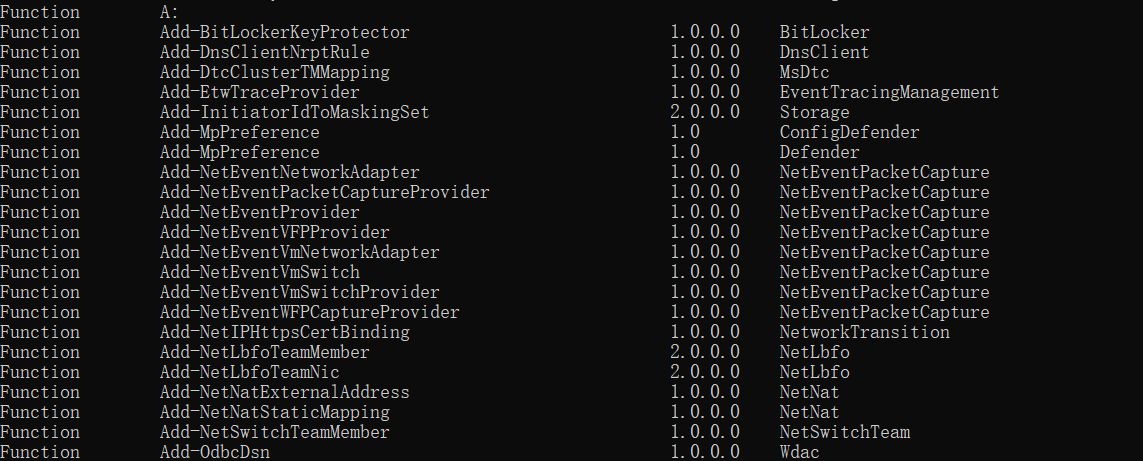 Function A:
Function Add-BitLockerKeyProtector 1.0.0.0 BitLocker
Function Add-DnsClientNrptRule 1.0.0.0 DnsClient
Function Add-DtcClusterTMMapping 1.0.0.0 MsDtc
Function Add-EtwTraceProvider 1.0.0.0 EventTracingManagement
Function Add-InitiatorIdToMaskingSet 2.0.0.0 Storage
Function Add-MpPreference 1.0 ConfigDefender
Function Add-MpPreference 1.0 Defender
Function Add-NetEventNetworkAdapter 1.0.0.0 NetEventPacketCapture
Function Add-NetEventPacketCaptureProvider 1.0.0.0 NetEventPacketCapture
Function Add-NetEventProvider 1.0.0.0 NetEventPacketCapture
Function Add-NetEventVFPProvider 1.0.0.0 NetEventPacketCapture
Function Add-NetEventVmNetworkAdapter 1.0.0.0 NetEventPacketCapture
Function Add-NetEventVmSwitch 1.0.0.0 NetEventPacketCapture
Function Add-NetEventVmSwitchProvider 1.0.0.0 NetEventPacketCapture
Function Add-NetEventWFPCaptureProvider 1.0.0.0 NetEventPacketCapture
Function Add-NetIPHttpsCertBinding 1.0.0.0 NetworkTransition
Function Add-NetLbfoTeamMember 2.0.0.0 NetLbfo
Function Add-NetLbfoTeamNic 2.0.0.0 NetLbfo
Function Add-NetNatExternalAddress 1.0.0.0 NetNat
Function Add-NetNatStaticMapping 1.0.0.0 NetNat
Function Add-NetSwitchTeamMember 1.0.0.0 NetSwitchTeam
Function Add-OdbcDsn 1.0.0.0 Wdac